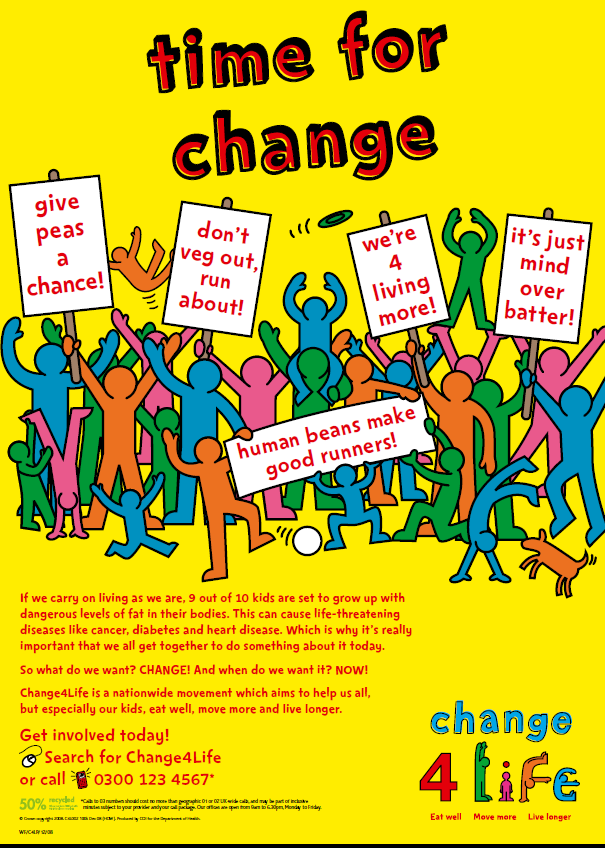 time for
change
give
peas
a
chance!
don't
veg out,
run
about!
we're
4
living
more!
it's just
mind
over
batter!
human beans make
good runners!
If we carry on living as we are, 9 out of 10 kids are set to grow up with
dangerous levels of fat in their bodies. This can cause life-threatening
diseases like cancer, diabetes and heart disease. Which is why it's really
important that we all get together to do something about it today.
So what do we want? CHANGE! And when do we want it? NOW!
Change4Life is a nationwide movement which aims to help us all,
but especially our kids, eat well, move more and live longer.
Get involved today!
Search for Change4Life
or call 0300 123 4567*
change
4 life
Eat well Move more Live longer
50% recycled
*Calls to 03 numbers should cost no more than geographic 01 or 02 UK-wide calls, and may be part of inclusive
minutes subject to your provider and your call package. Our offices are open from 9am to 6.30pm, Monday to Friday.
© Crown copyright 2008. Produced by COI for the Department of Health.